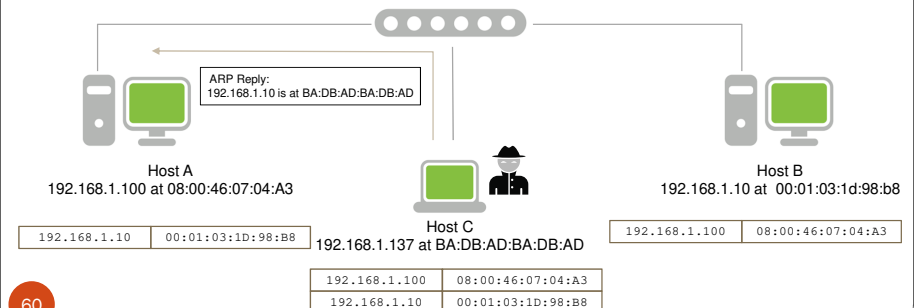 ARP Reply:
192.168.1.10 is at BA:DB:AD:BA:DB:AD
Host A
192.168.1.100 at 08:00:46:07:04:A3
Host B
192.168.1.10 at 00:01:03:1d:98:b8
192.168.1.10 00:01:03:1D:98:B8
Host C
192.168.1.137 at BA:DB:AD:BA:DB:AD
192.168.1.100 08:00:46:07:04:A3
192.168.1.100 08:00:46:07:04:A3
192.168.1.10 00:01:03:1D:98:B8
60